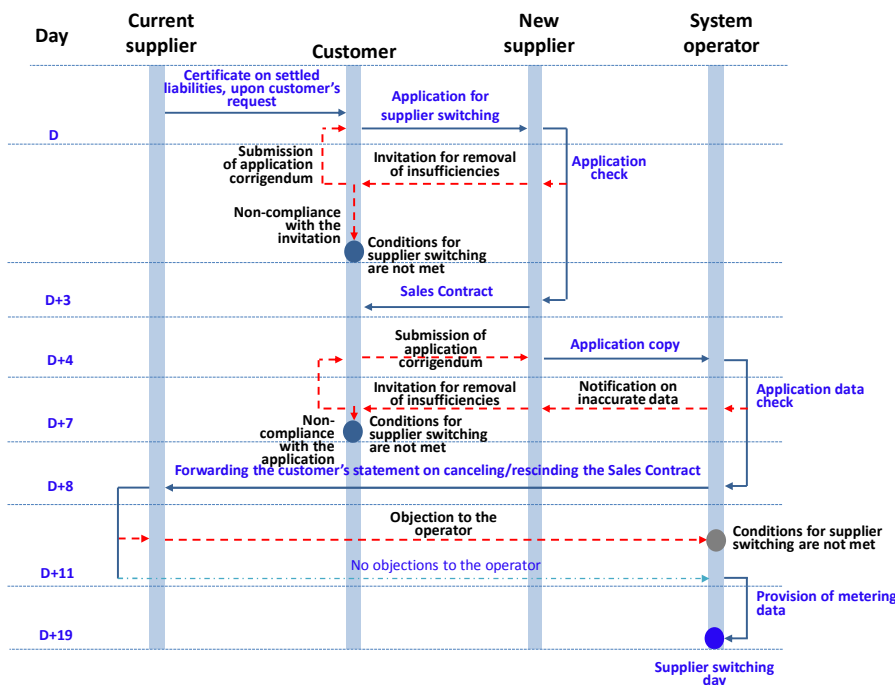 Day
Current
supplier
Customer
New
supplier
System
operator
Certificate on settled
liabilities, upon customer's
request
Application for
supplier switching
D
Submission
of application
corrigendum
Invitation for removal
of insufficiencies
Application
check
Non-compliance
with the
invitation
Conditions for
supplier switching
are not met
D+3
Sales Contract
D+4
Submission of
application
corrigendum
Application copy
Invitation for removal
of insufficiencies
Notification on
inaccurate data
Application data
check
D+7
Non-
compliance
with the
application
Conditions for
supplier switching
are not met
Forwarding the customer's statement on canceling/rescinding the Sales Contract
D+8
Objection to the
operator
Conditions for supplier
switching are not met
D+11
No objections to the operator
Provision of metering
data
D+19
Supplier switching
day